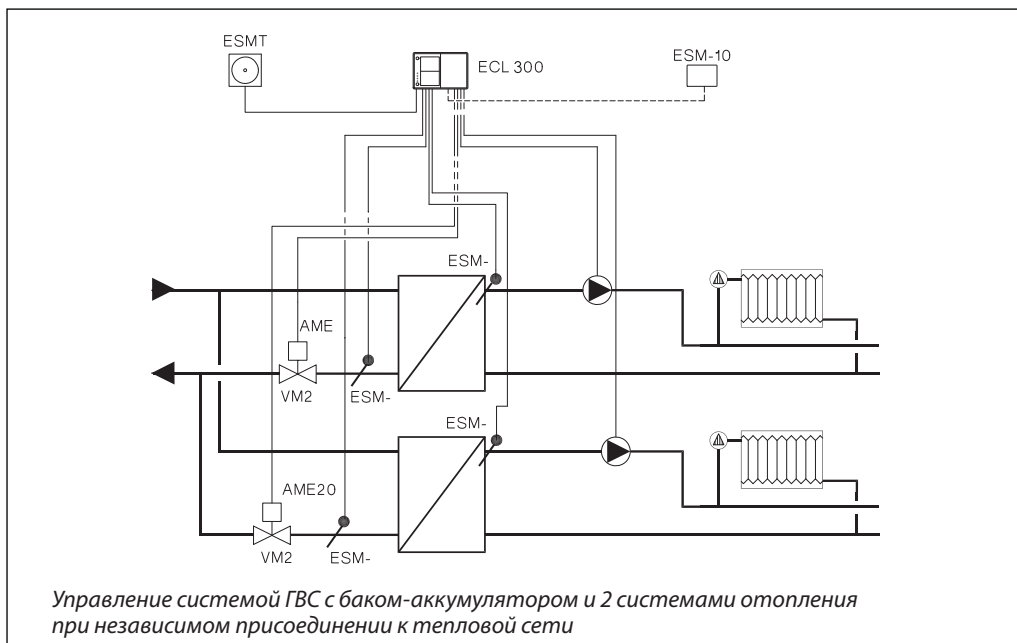 ESMT
ECL 300
ESM-10
ESM-
AME
VM2
ESM-
ESM-
AME20
VM2
ESM-
Управление системой ГВС с баком-аккумулятором и 2 системами отопления
при независимом присоединении к тепловой сети